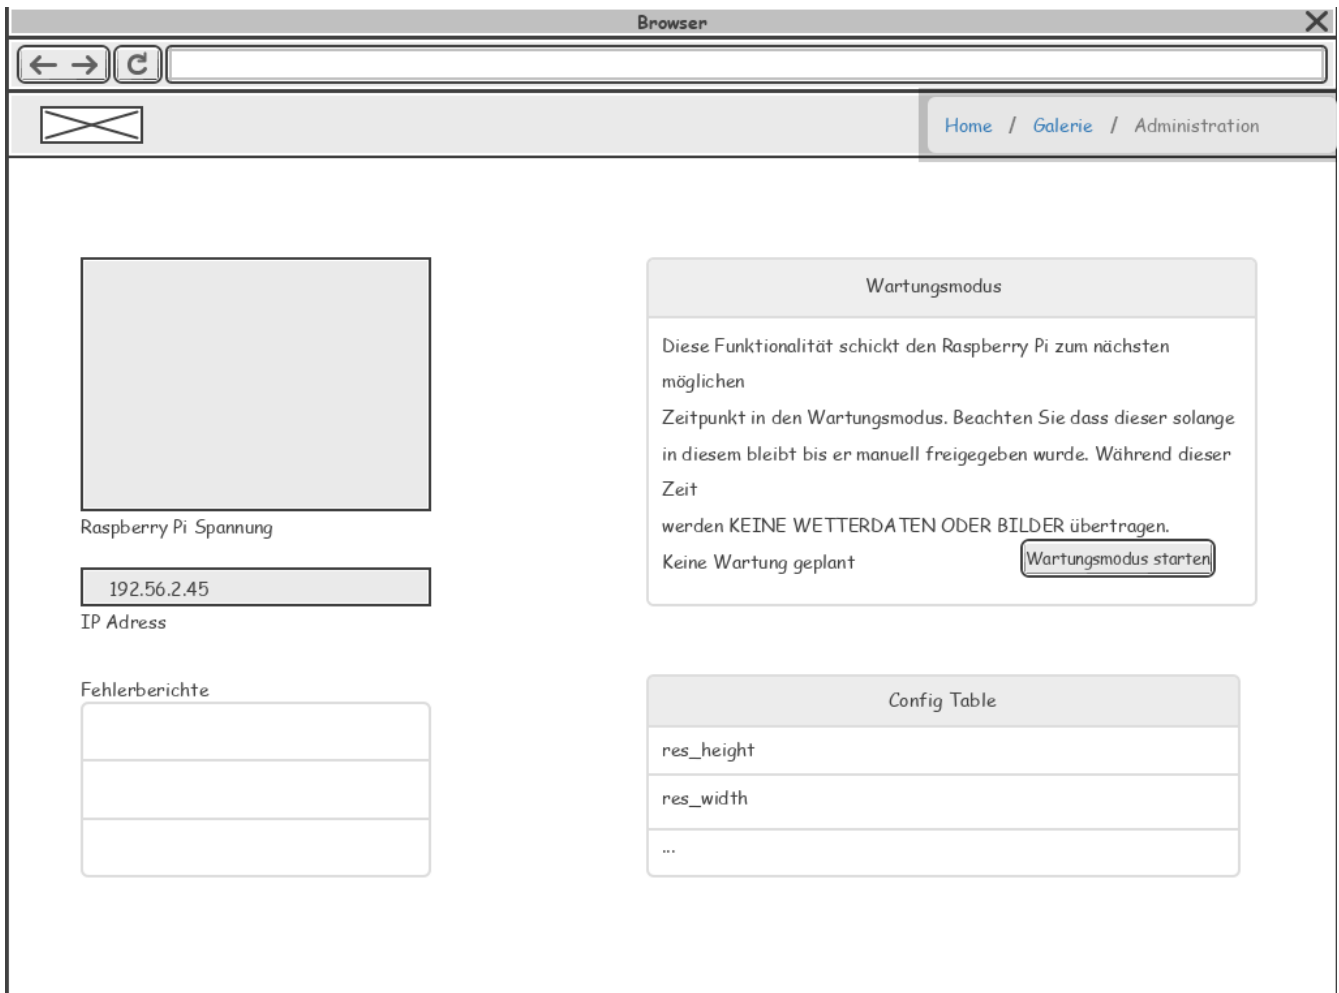 Browser
Home / Galerie / Administration
Raspberry Pi Spannung
192.56.2.45
IP Adress
Fehlerberichte
Wartungsmodus
Diese Funktionalität schickt den Raspberry Pi zum nächsten
möglichen
Zeitpunkt in den Wartungsmodus. Beachten Sie dass dieser solange
in diesem bleibt bis er manuell freigegeben wurde. Während dieser
Zeit
werden KEINE WETTERDATEN ODER BILDER übertragen.
Keine Wartung geplant
Wartungsmodus starten
Config Table
res_height
res_width
...